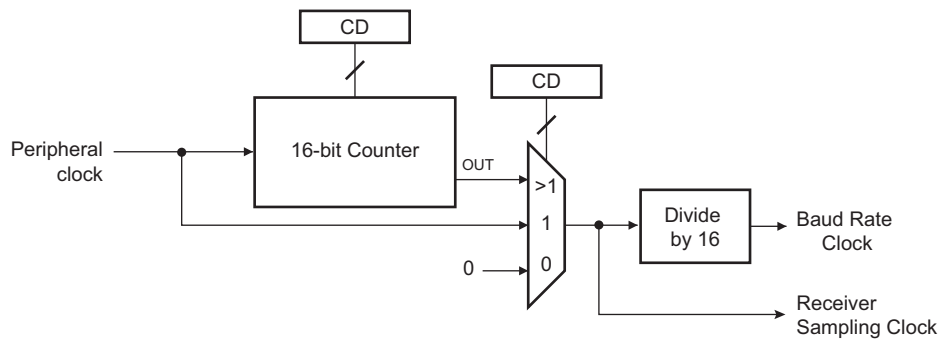 CD
CD
Peripheral
clock
16-bit Counter
OUT
>1
1
0
0
Divide
by 16
Baud Rate
Clock
Receiver
Sampling Clock